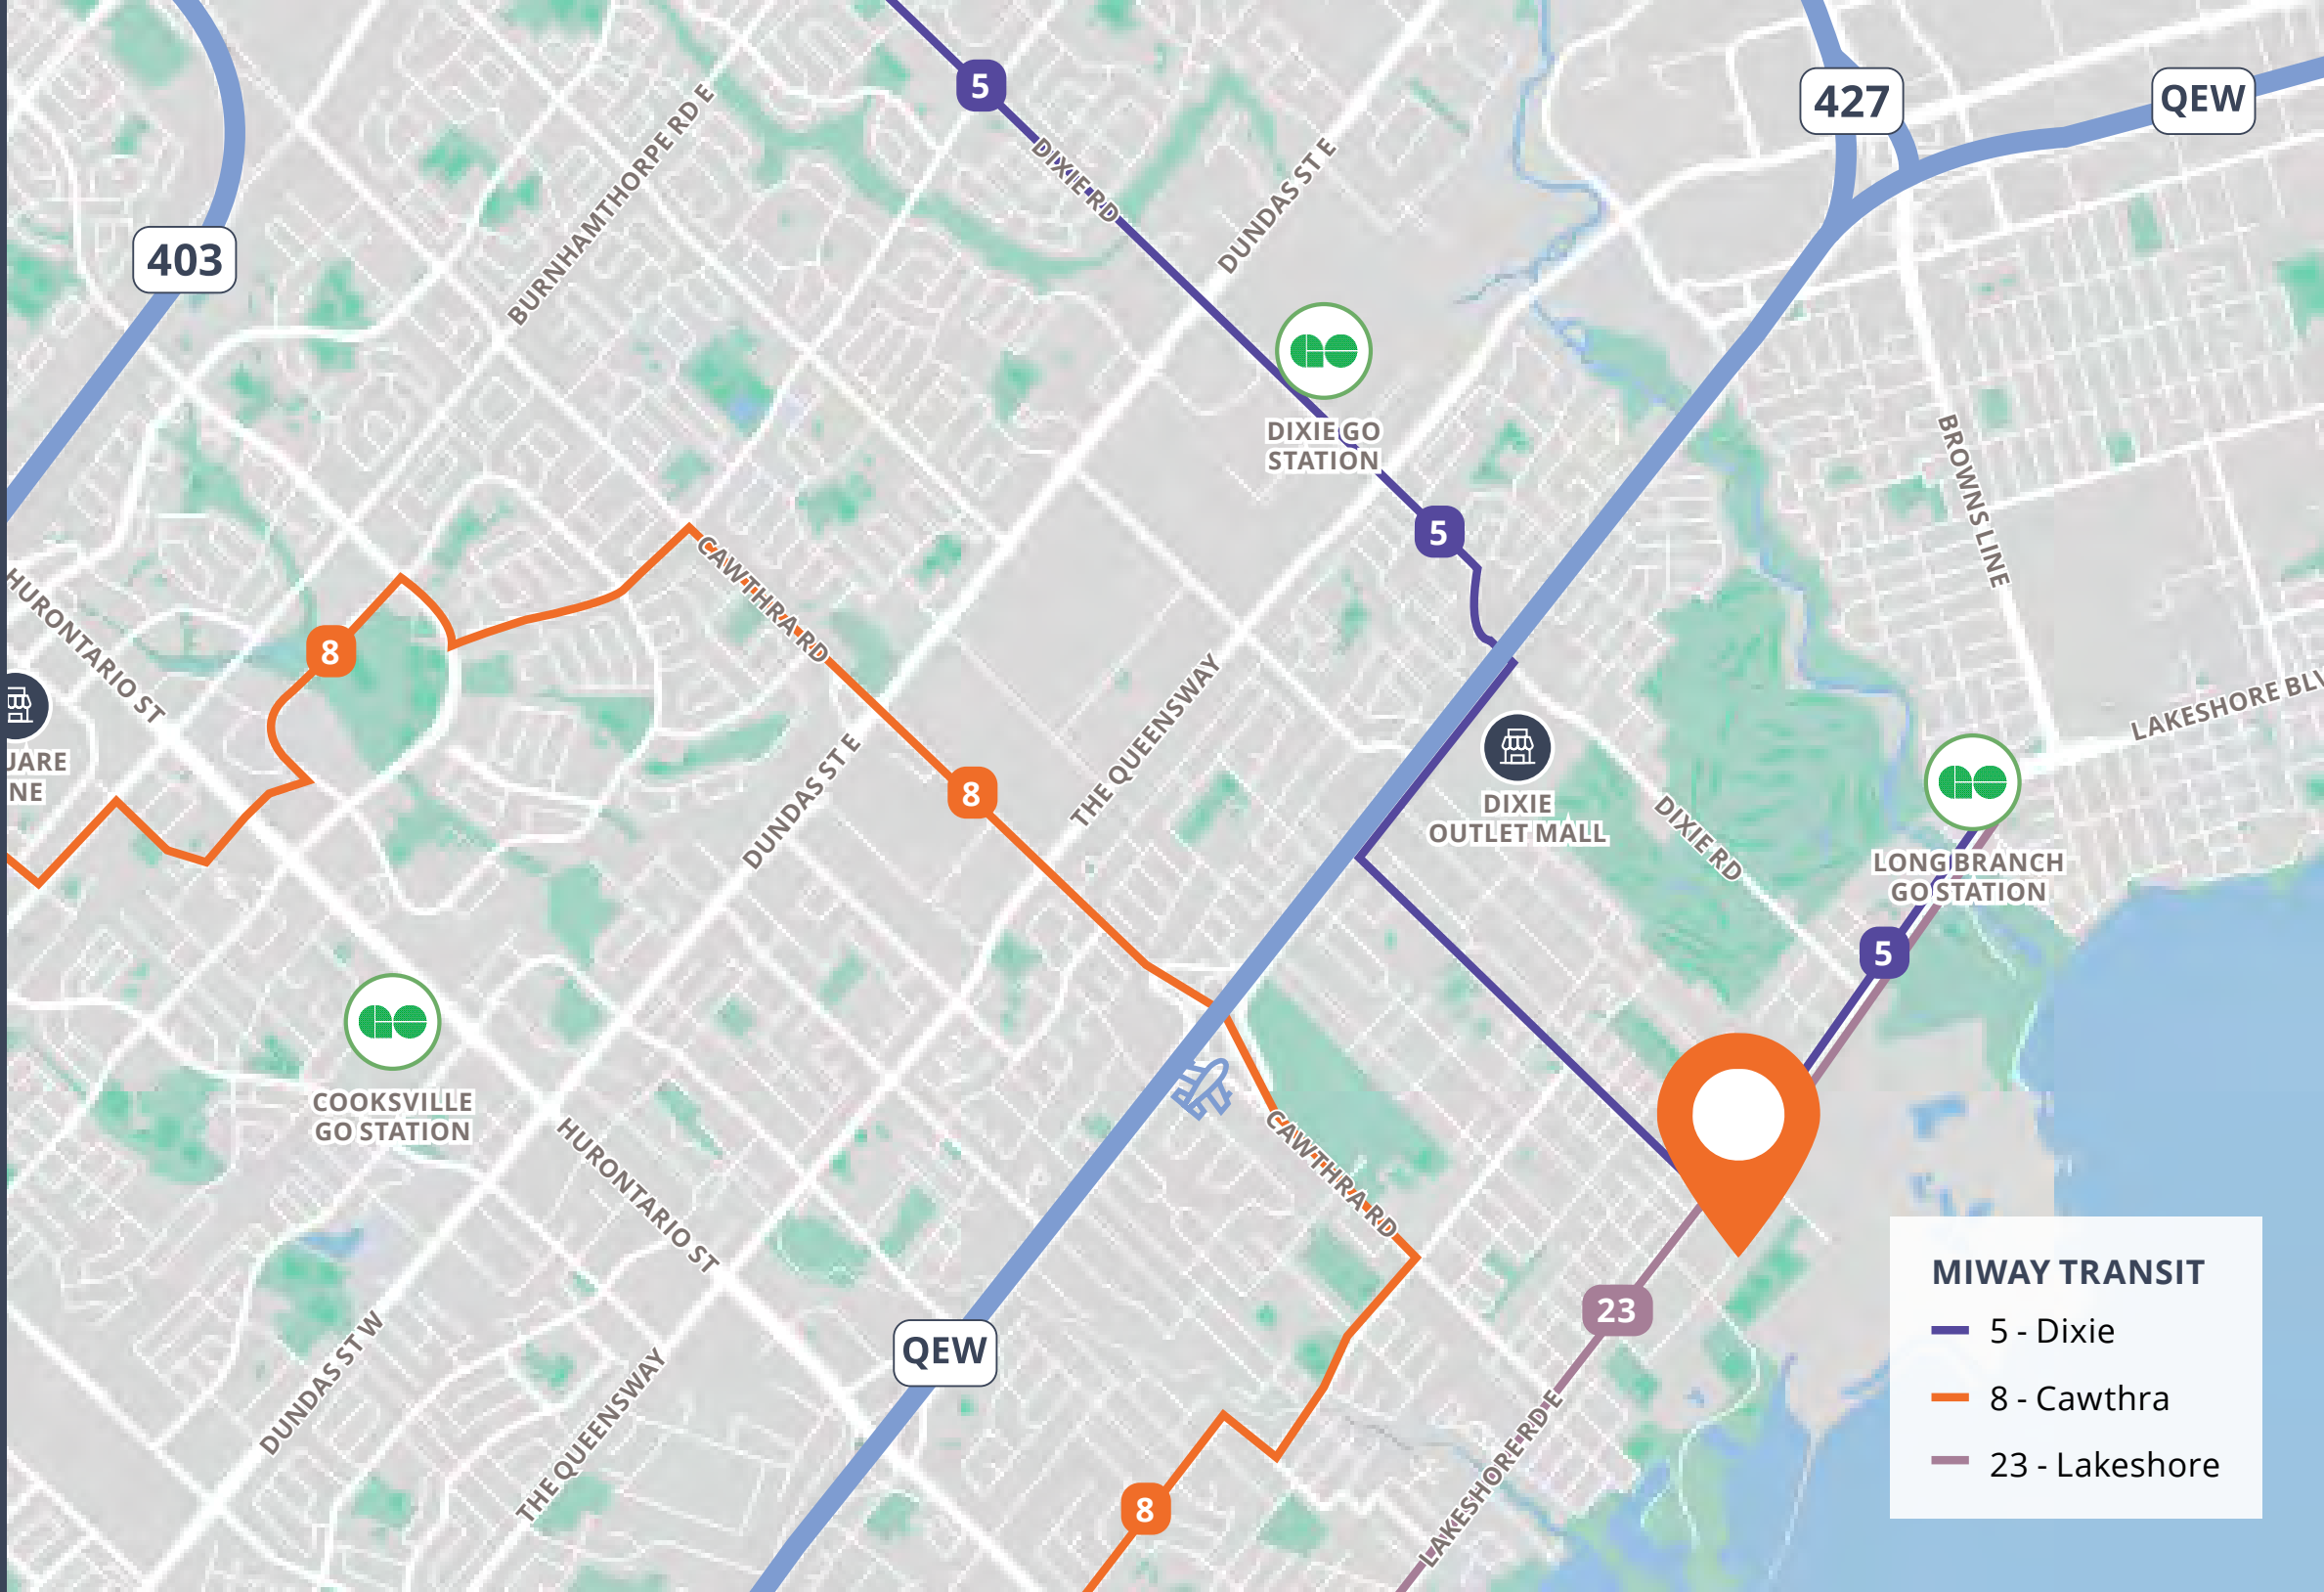 5
427
QEW
DIXIE RD
BURNHAMTHORPE RD E
DUNDAS ST E
403
DIXIE GO
STATION
BROWNS LINE
5
CAWTHRA RD
HURONTARIO ST
8
UARE
NE
THE QUEENSWAY
LAKESHORE BLV
DIXIE
OUTLET MALL
DIXIE RD
DUNDAS ST E
8
LONG BRANCH
GO STATION
5
COOKSVILLE
GO STATION
HURONTARIO ST
CAWTHRA RD
23
QEW
DUNDAS ST W
THE QUEENSWAY
LAKESHORE RD E
8
MIWAY TRANSIT
5 - Dixie
8 - Cawthra
23 - Lakeshore